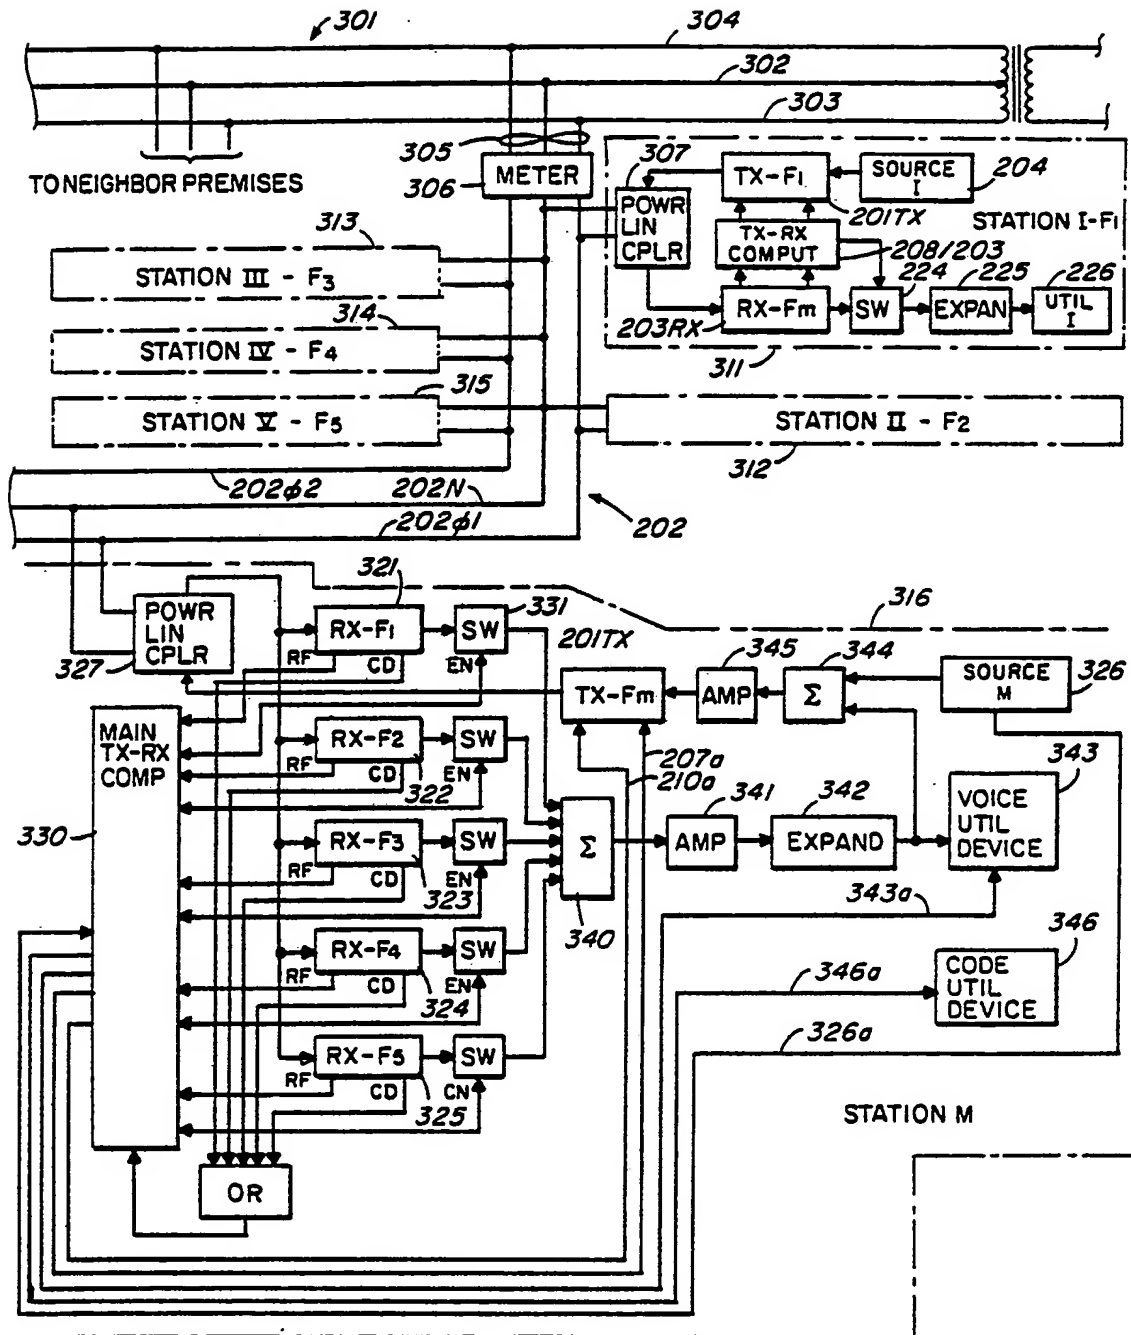 301
304
302
303
305
306
METER
TO NEIGHBOR PREMISES
307
POWR
LIN
CPLR
TX-F1
SOURCE
I
204
201TX
STATION I-F1
TX-RX
COMPUT
208/203
224
225
226
RX-Fm
SW
EXPAN
UTIL
I
203RX
311
313
STATION III - F3
314
STATION IV - F4
315
STATION V - F5
STATION II - F2
312
202φ2
202N
202φ1
202
316
POWR
LIN
CPLR
327
321
RX-F1
RF
CD
SW
331
EN
201TX
TX-Fm
345
AMP
344
Σ
SOURCE
M
326
MAIN
TX-RX
COMP
330
RX-F2
RF
CD
322
SW
EN
207a
210a
341
AMP
342
EXPAND
343
VOICE
UTIL
DEVICE
343a
RX-F3
RF
CD
323
SW
EN
Σ
340
RX-F4
RF
CD
324
SW
EN
346
CODE
UTIL
DEVICE
346a
326a
RX-F5
RF
CD
325
SW
CN
OR
STATION M